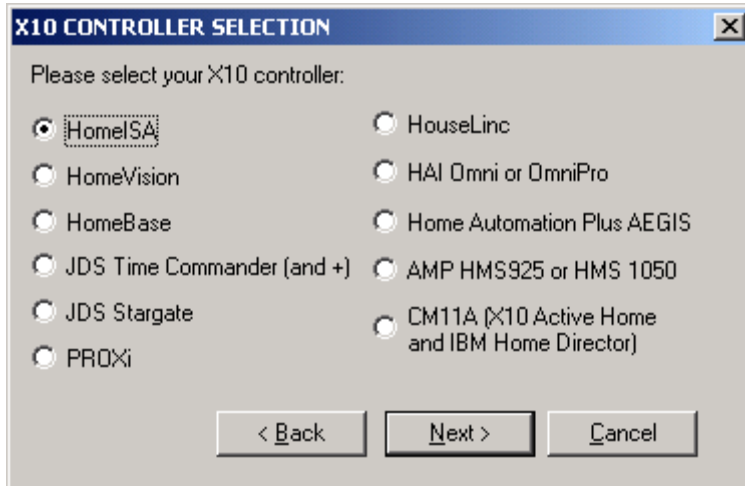 X10 CONTROLLER SELECTION
Please select your X10 controller:
HomeISA
HomeVision
HomeBase
JDS Time Commander (and +)
JDS Stargate
PROXi
HouseLinc
HAI Omni or OmniPro
Home Automation Plus AEGIS
AMP HMS925 or HMS 1050
CM11A (X10 Active Home
and IBM Home Director)
< Back
Next >
Cancel